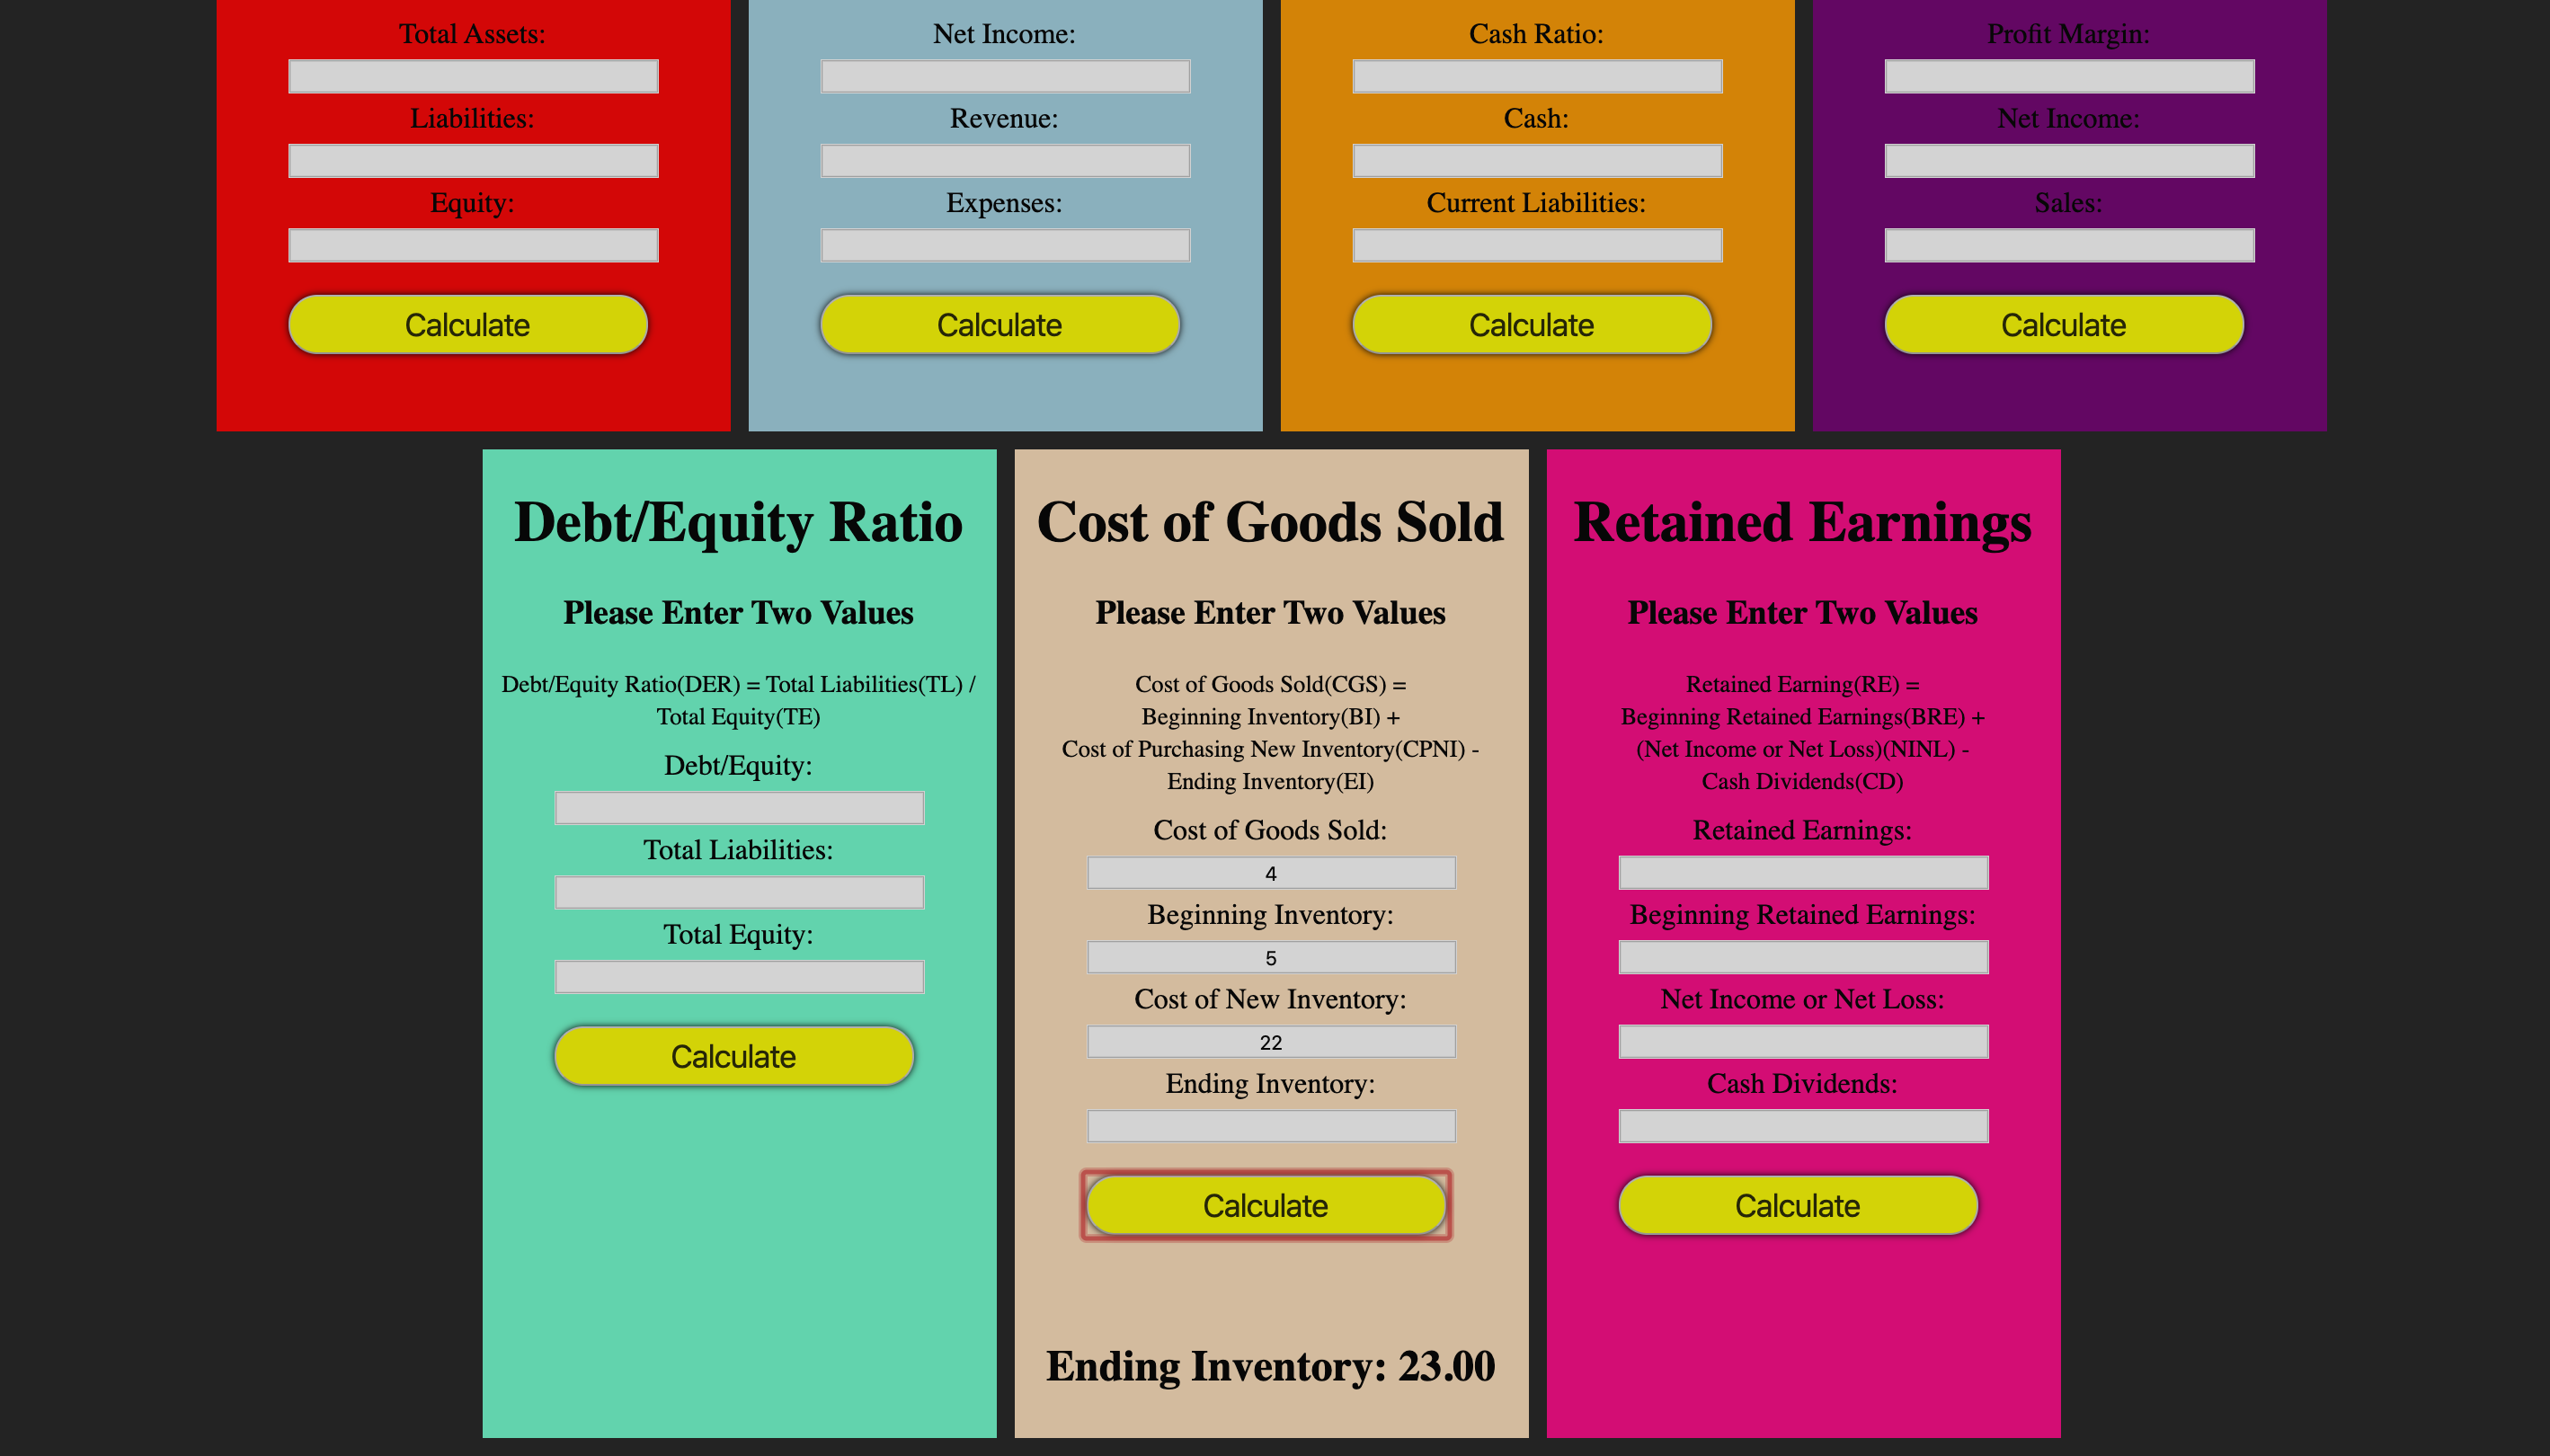 Total Assets:
Liabilities:
Equity:
Calculate
Net Income:
Revenue:
Expenses:
Calculate
Cash Ratio:
Cash:
Current Liabilities:
Calculate
Profit Margin:
Net Income:
Sales:
Calculate
Debt/Equity Ratio
Please Enter Two Values
Debt/Equity Ratio(DER) = Total Liabilities(TL) /
Total Equity(TE)
Debt/Equity:
Total Liabilities:
Total Equity:
Calculate
Cost of Goods Sold
Please Enter Two Values
Cost of Goods Sold(CGS) =
Beginning Inventory(BI) +
Cost of Purchasing New Inventory(CPNI) -
Ending Inventory(EI)
Cost of Goods Sold:
4
Beginning Inventory:
5
Cost of New Inventory:
22
Ending Inventory:
Calculate
Ending Inventory: 23.00
Retained Earnings
Please Enter Two Values
Retained Earning(RE) =
Beginning Retained Earnings(BRE) +
(Net Income or Net Loss)(NINL) -
Cash Dividends(CD)
Retained Earnings:
Beginning Retained Earnings:
Net Income or Net Loss:
Cash Dividends:
Calculate